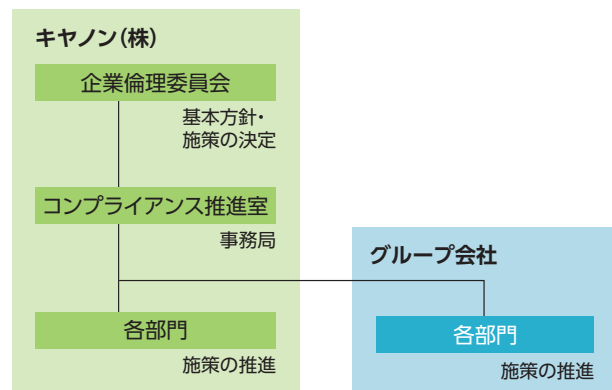 キヤノン(株)
企業倫理委員会
基本方針・
施策の決定
コンプライアンス推進室
事務局
グループ会社
各部門
施策の推進
各部門
施策の推進